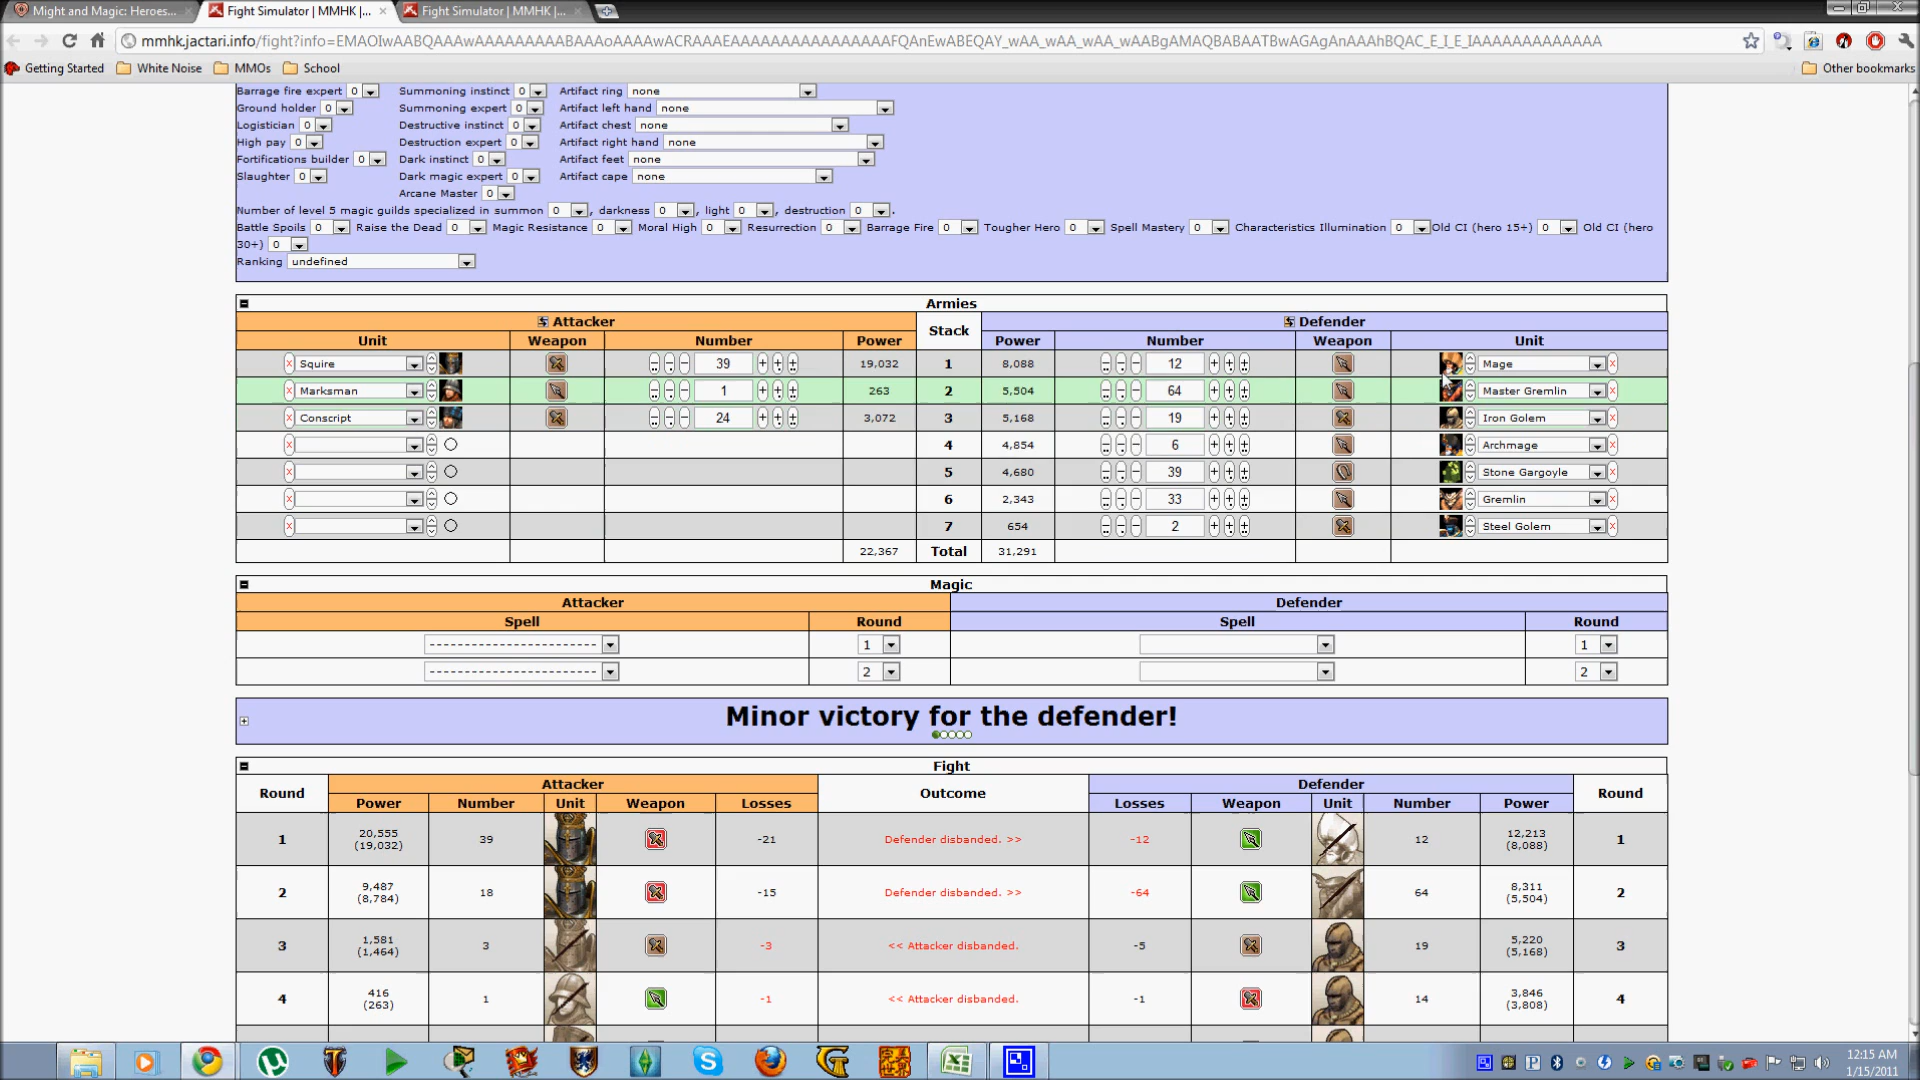 Might and Magic: Heroes...
Fight Simulator | MMHK |...
Fight Simulator | MMHK |...
mmhk.jactari.info/fight?info=EMAOIwAABQAAAwAAAAAAAAABAAAoAAAAwACRAAAEAAAAAAAAAAAAAAAAFQAnEwABEQAY_wAA_wAA_wAA_wAABgAMAQBABAATBwAGAgAnAAAhBQAC_E_I_E_IAAAAAAAAAAAAA
Getting Started White Noise MMOs School Other bookmarks
Barrage fire expert 0 Summoning instinct 0 Artifact ring none
Ground holder 0 Summoning expert 0 Artifact left hand none
Logistician 0 Destructive instinct 0 Artifact chest none
High pay 0 Destruction expert 0 Artifact right hand none
Fortifications builder 0 Dark instinct 0 Artifact feet none
Slaughter 0 Dark magic expert 0 Artifact cape none
Arcane Master 0
Number of level 5 magic guilds specialized in summon 0 , darkness 0 , light 0 , destruction 0 .
Battle Spoils 0 Raise the Dead 0 Magic Resistance 0 Moral High 0 Resurrection 0 Barrage Fire 0 Tougher Hero 0 Spell Mastery 0 Characteristics Illumination 0 Old CI (hero 15+) 0 Old CI (hero
30+) 0
Ranking undefined
Armies
Attacker Stack Defender
Unit Weapon Number Power Power Number Weapon Unit
Squire 39 19,032 1 8,088 12 Mage
Marksman 1 263 2 5,504 64 Master Gremlin
Conscript 24 3,072 3 5,168 19 Iron Golem
4 4,854 6 Archmage
5 4,680 39 Stone Gargoyle
6 2,343 33 Gremlin
7 654 2 Steel Golem
22,367 Total 31,291
Magic
Attacker Defender
Spell Round Spell Round
------------------------ 1 1
------------------------ 2 2
Minor victory for the defender!
Fight
Round Attacker Outcome Defender Round
Power Number Unit Weapon Losses Losses Weapon Unit Number Power
1 20,555 (19,032) 39 -21 Defender disbanded. >> -12 12 12,213 (8,088) 1
2 9,487 (8,784) 18 -15 Defender disbanded. >> -64 64 8,311 (5,504) 2
3 1,581 (1,464) 3 -3 << Attacker disbanded. -5 19 5,220 (5,168) 3
4 416 (263) 1 -1 << Attacker disbanded. -1 14 3,846 (3,808) 4
12:15 AM
1/15/2011